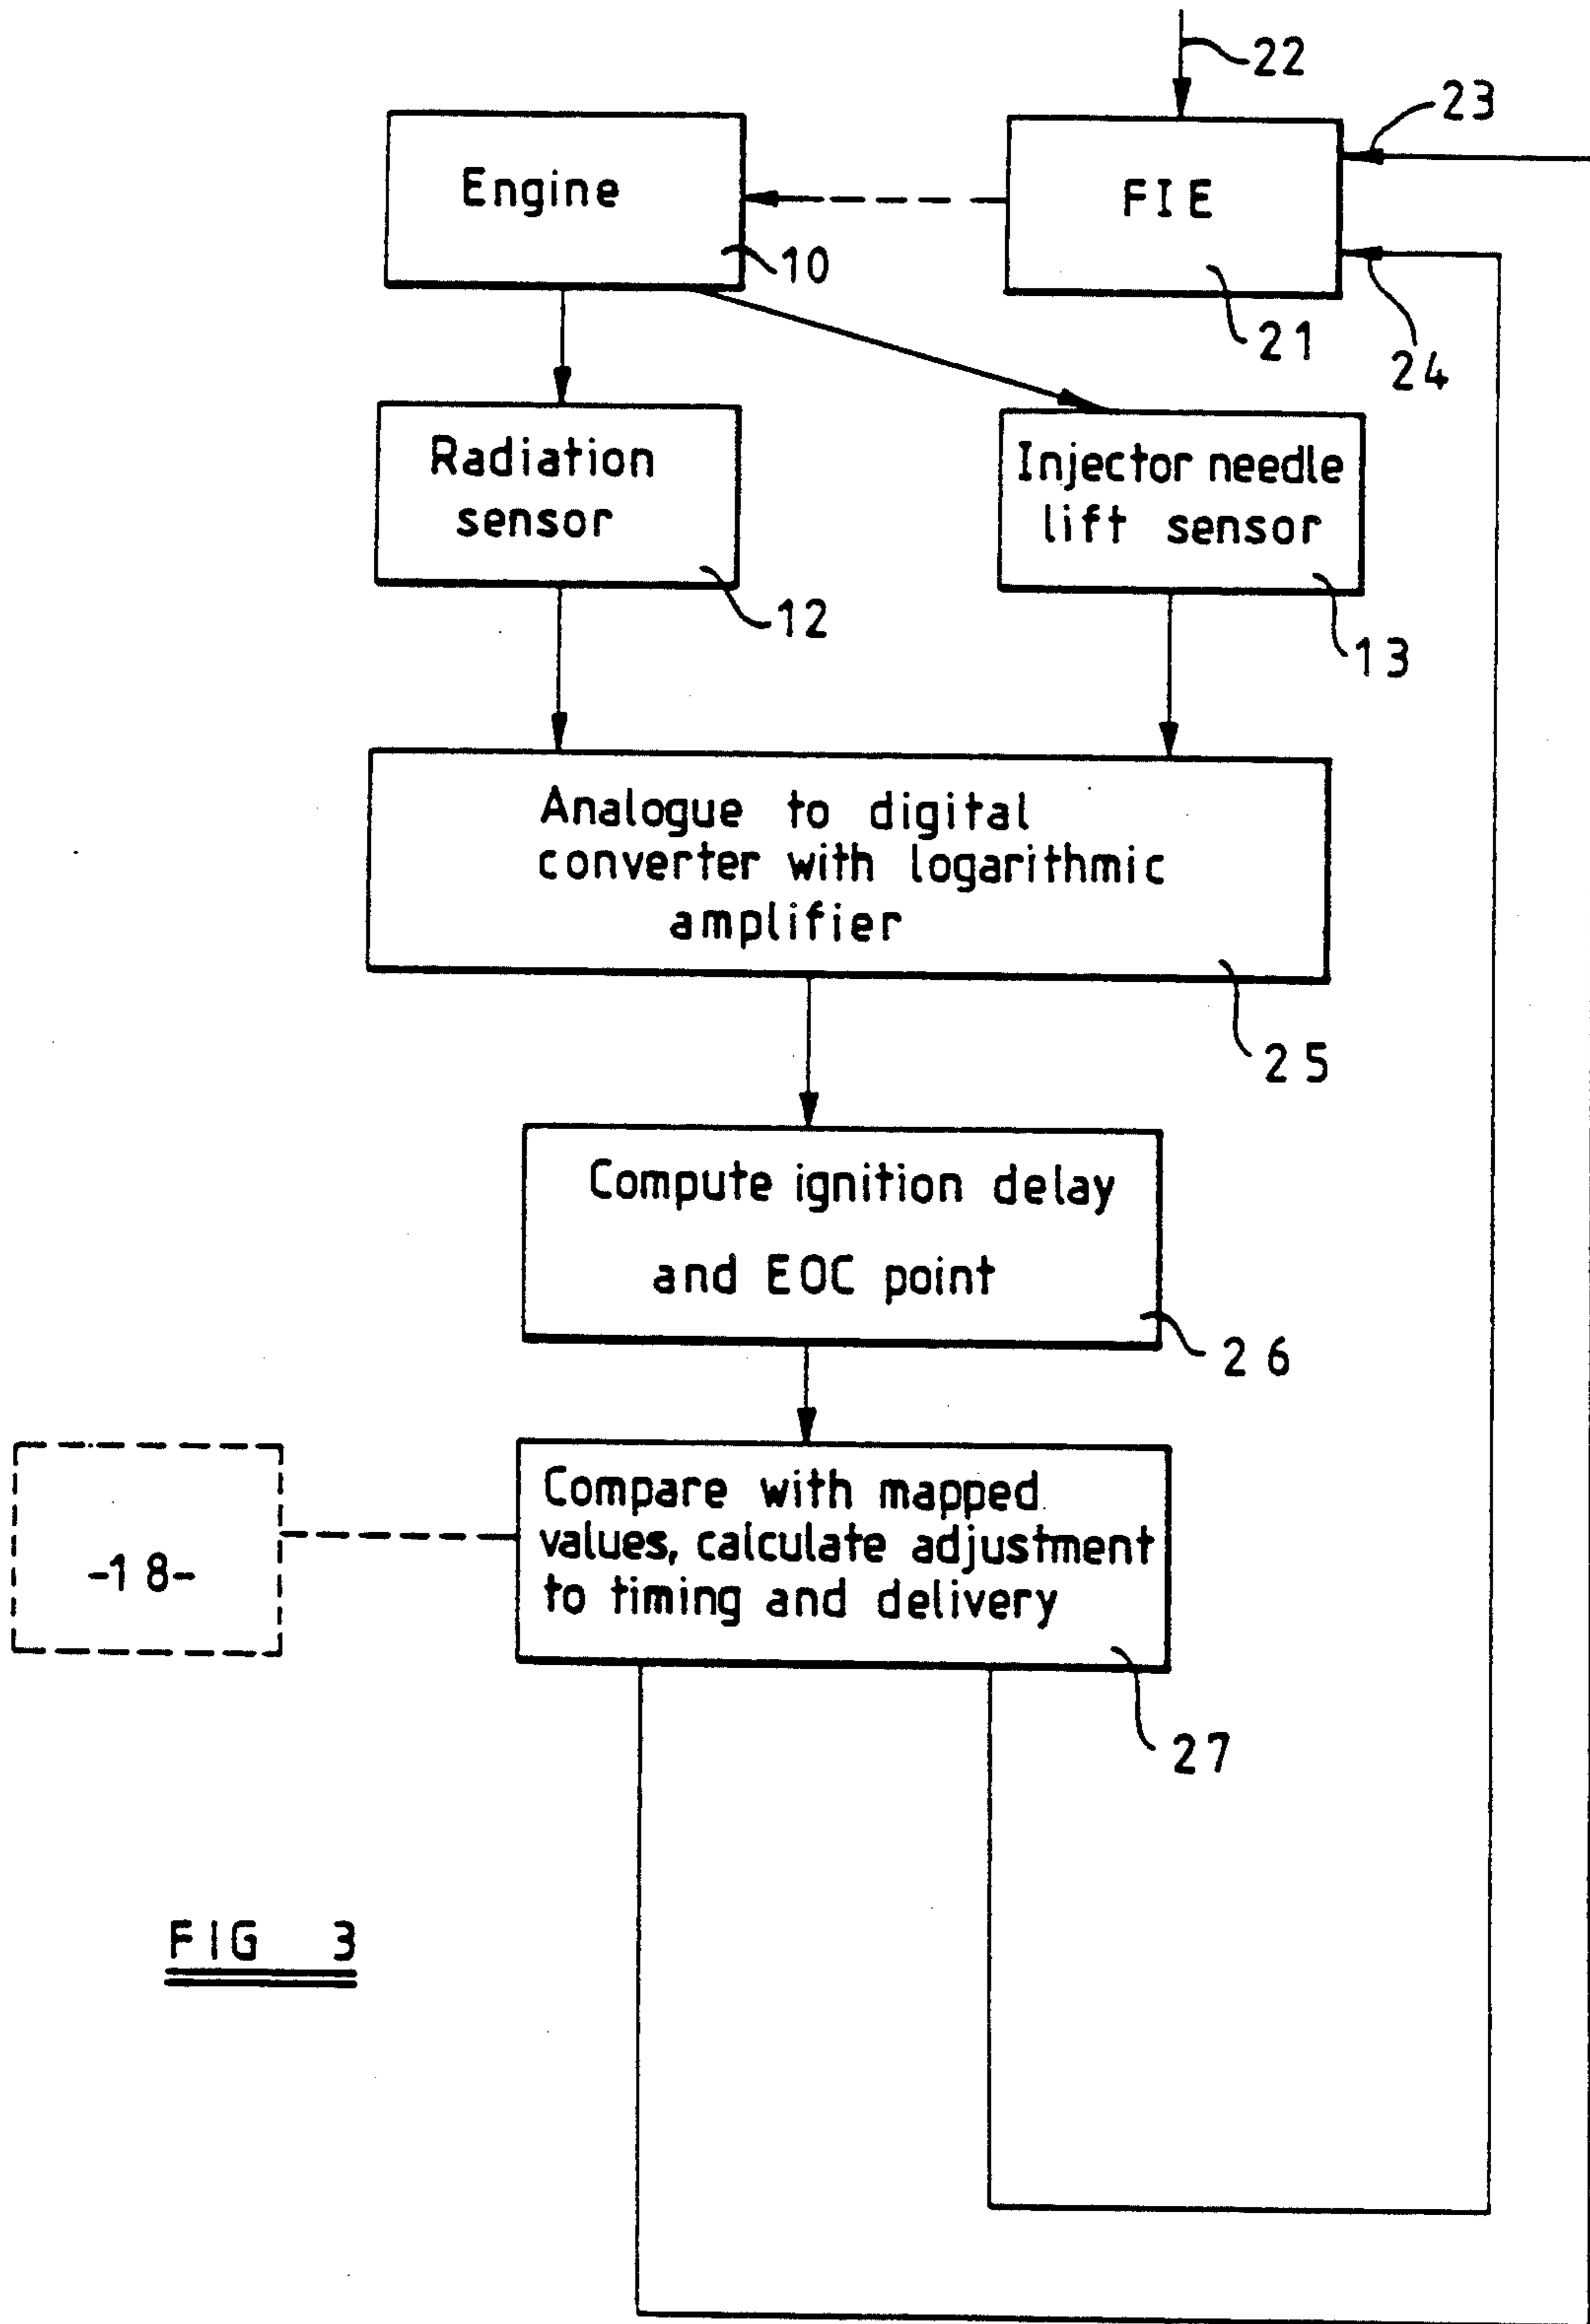 22
23
Engine
FIE
10
21
24
Radiation
sensor
Injector needle
lift sensor
12
13
Analogue to digital
converter with logarithmic
amplifier
25
Compute ignition delay
and EOC point
26
-18-
Compare with mapped
values, calculate adjustment
to timing and delivery
27
FIG 3